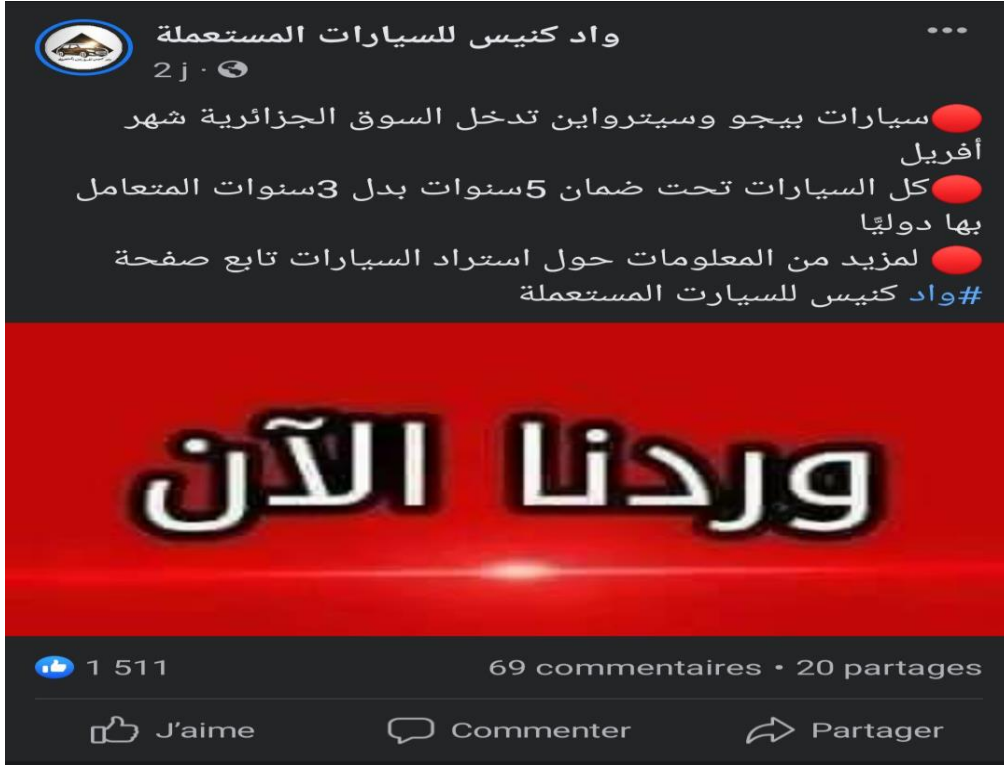 واد كنيس للسيارات المستعملة
2 j ·
🔴سيارات بيجو وسيترواين تدخل السوق الجزائرية شهر
أفريل
🔴كل السيارات تحت ضمان 5سنوات بدل 3سنوات المتعامل
بها دوليًّا
🔴 لمزيد من المعلومات حول استراد السيارات تابع صفحة
#واد كنيس للسيارت المستعملة
وردنا الآن
1 511
69 commentaires • 20 partages
J'aime
Commenter
Partager